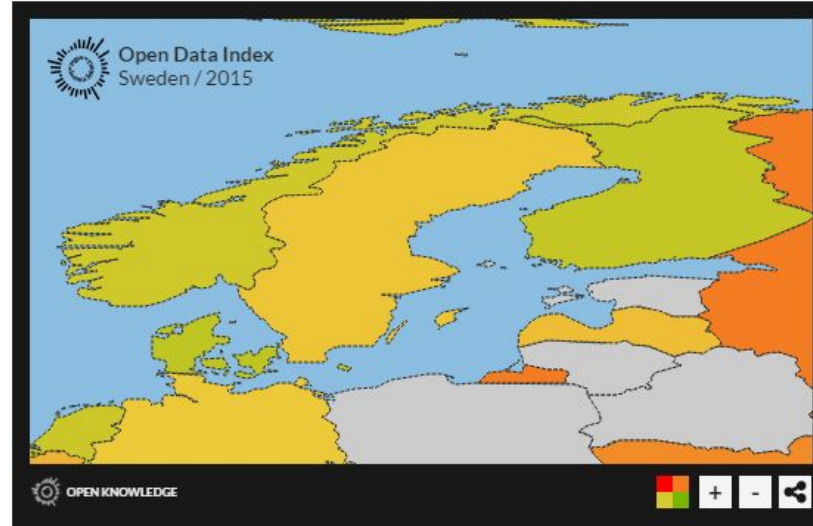 Open Data Index
Sweden / 2015
OPEN KNOWLEDGE
+
-